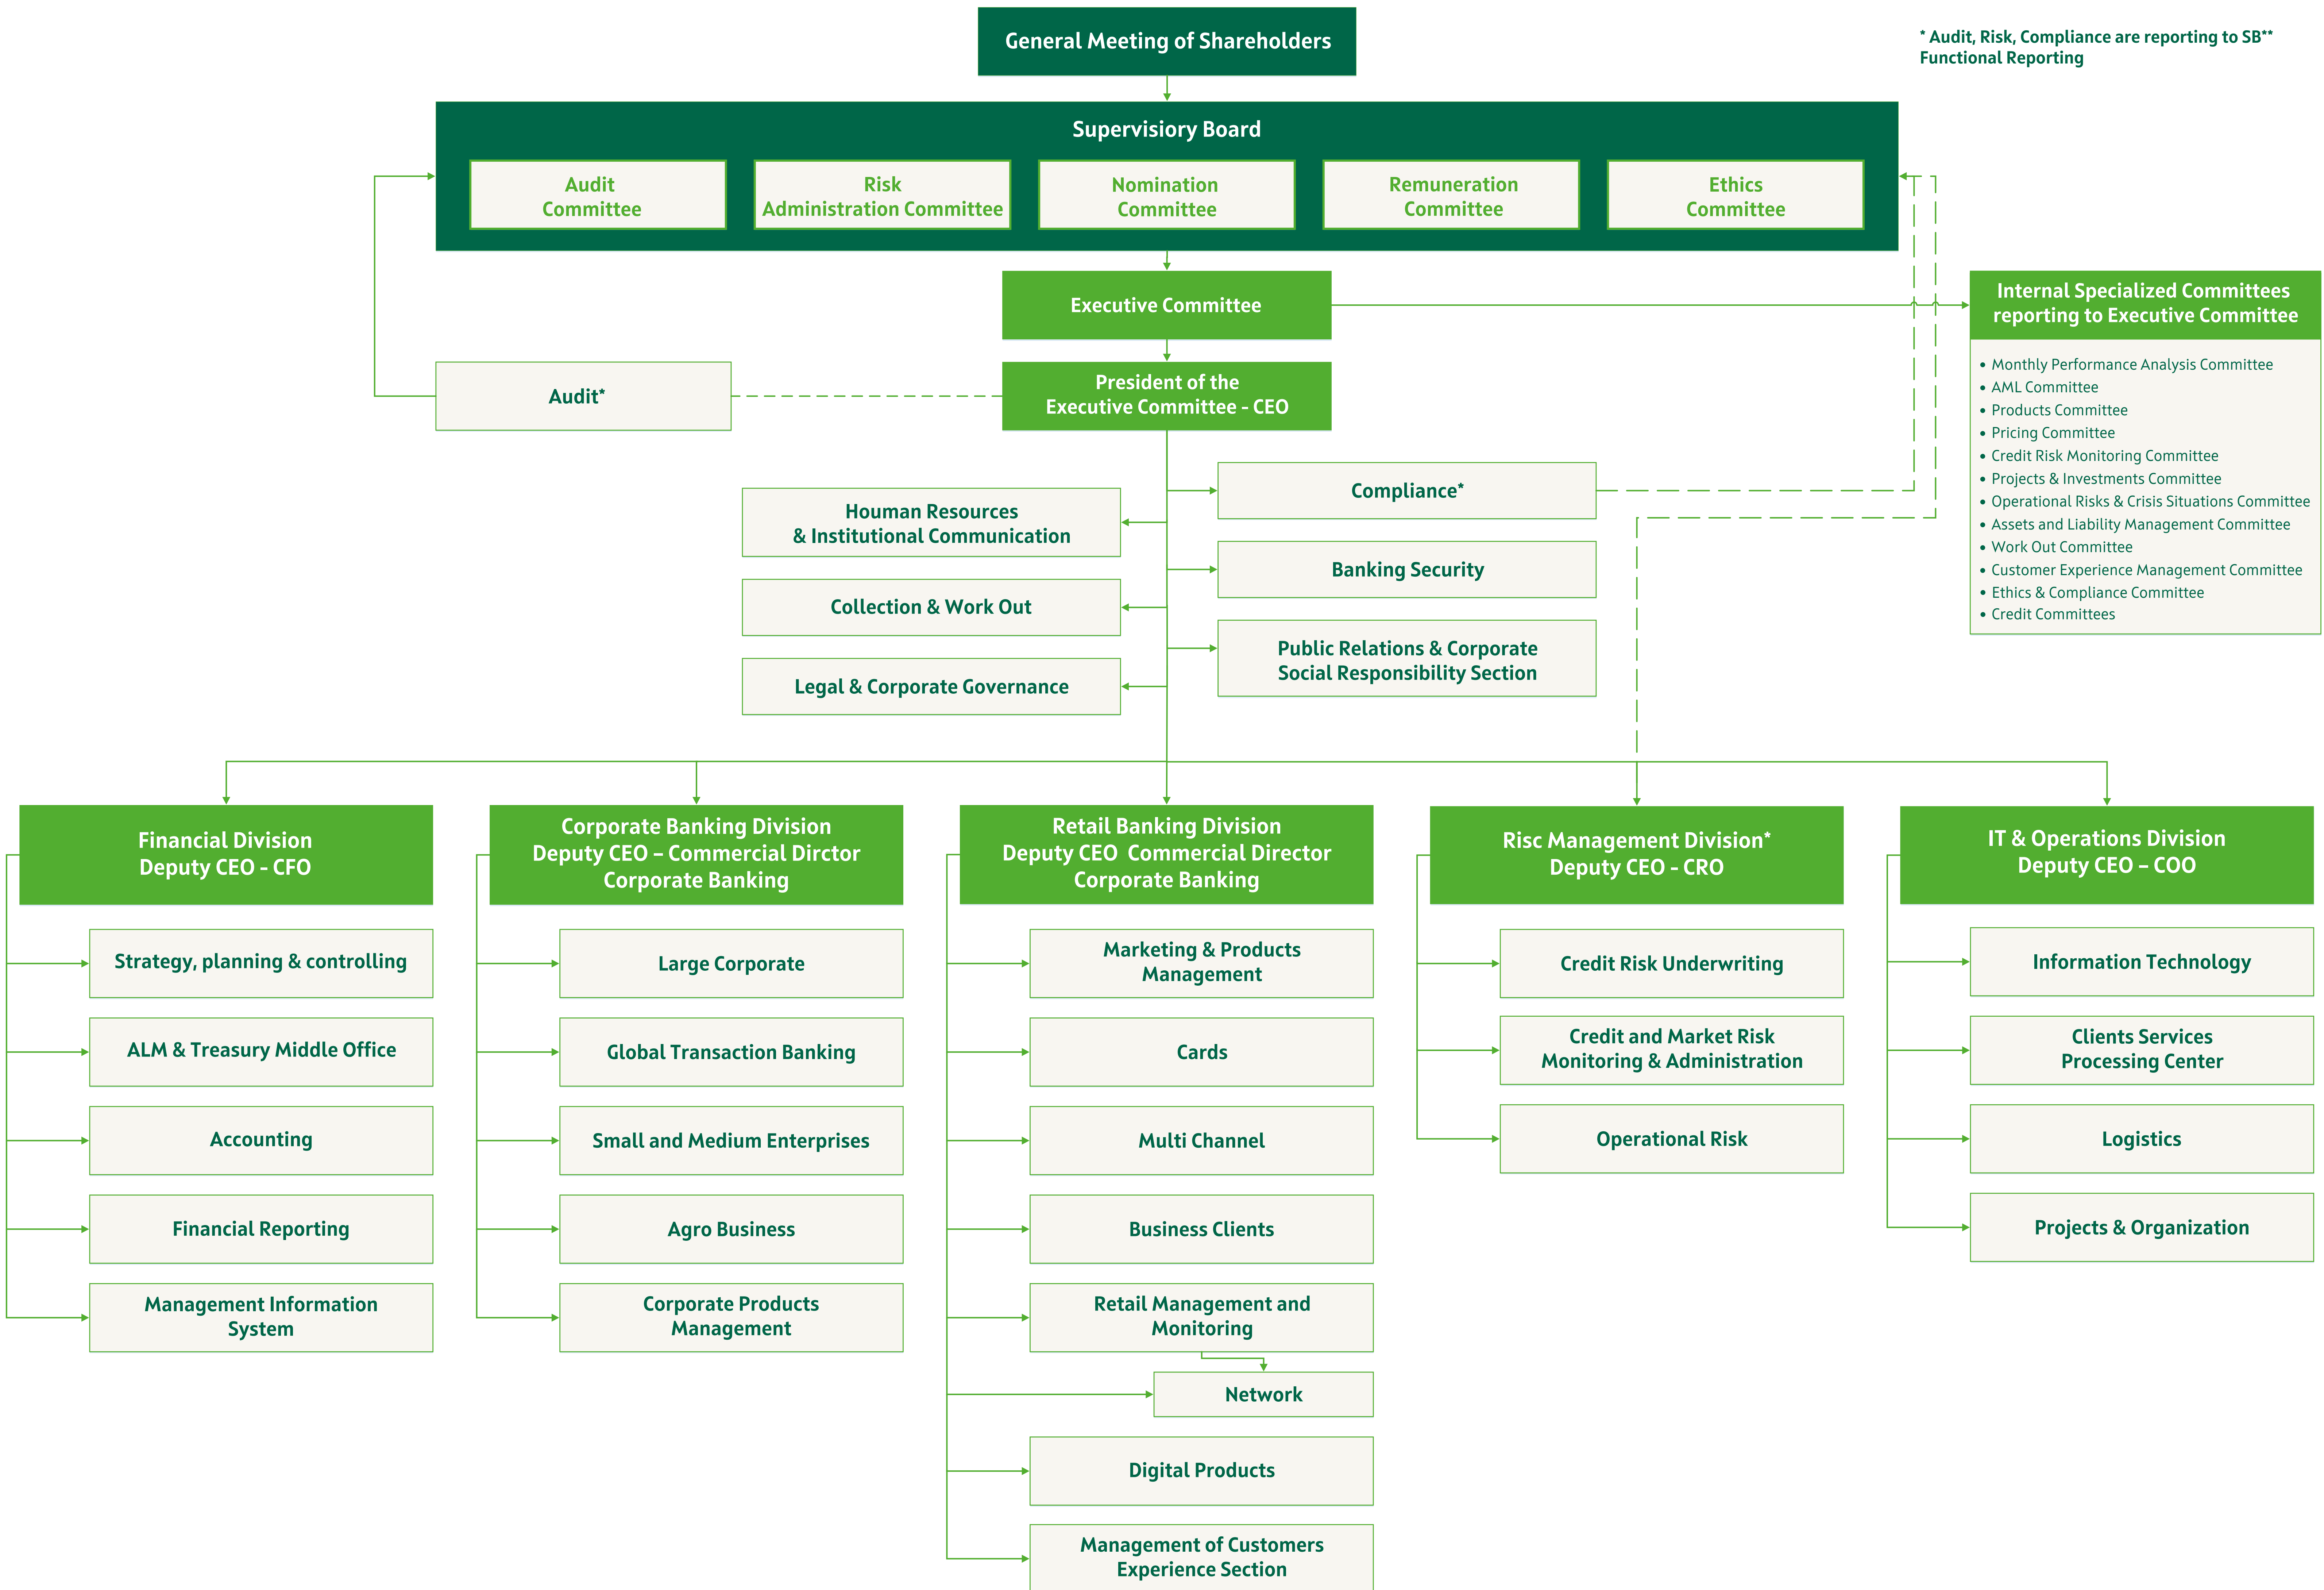 General Meeting of Shareholders
* Audit, Risk, Compliance are reporting to SB**
Functional Reporting
Supervisiory Board
Audit
Committee
Risk
Administration Committee
Nomination
Committee
Remuneration
Committee
Ethics
Committee
Executive Committee
Internal Specialized Committees
reporting to Executive Committee
• Monthly Performance Analysis Committee
• AML Committee
• Products Committee
• Pricing Committee
• Credit Risk Monitoring Committee
• Projects & Investments Committee
• Operational Risks & Crisis Situations Committee
• Assets and Liability Management Committee
• Work Out Committee
• Customer Experience Management Committee
• Ethics & Compliance Committee
• Credit Committees
Audit*
President of the
Executive Committee - CEO
Compliance*
Houman Resources
& Institutional Communication
Banking Security
Collection & Work Out
Public Relations & Corporate
Social Responsibility Section
Legal & Corporate Governance
Financial Division
Deputy CEO - CFO
Strategy, planning & controlling
ALM & Treasury Middle Office
Accounting
Financial Reporting
Management Information
System
Corporate Banking Division
Deputy CEO – Commercial Dirctor
Corporate Banking
Large Corporate
Global Transaction Banking
Small and Medium Enterprises
Agro Business
Corporate Products
Management
Retail Banking Division
Deputy CEO Commercial Director
Corporate Banking
Marketing & Products
Management
Cards
Multi Channel
Business Clients
Retail Management and
Monitoring
Network
Digital Products
Management of Customers
Experience Section
Risc Management Division*
Deputy CEO - CRO
Credit Risk Underwriting
Credit and Market Risk
Monitoring & Administration
Operational Risk
IT & Operations Division
Deputy CEO – COO
Information Technology
Clients Services
Processing Center
Logistics
Projects & Organization